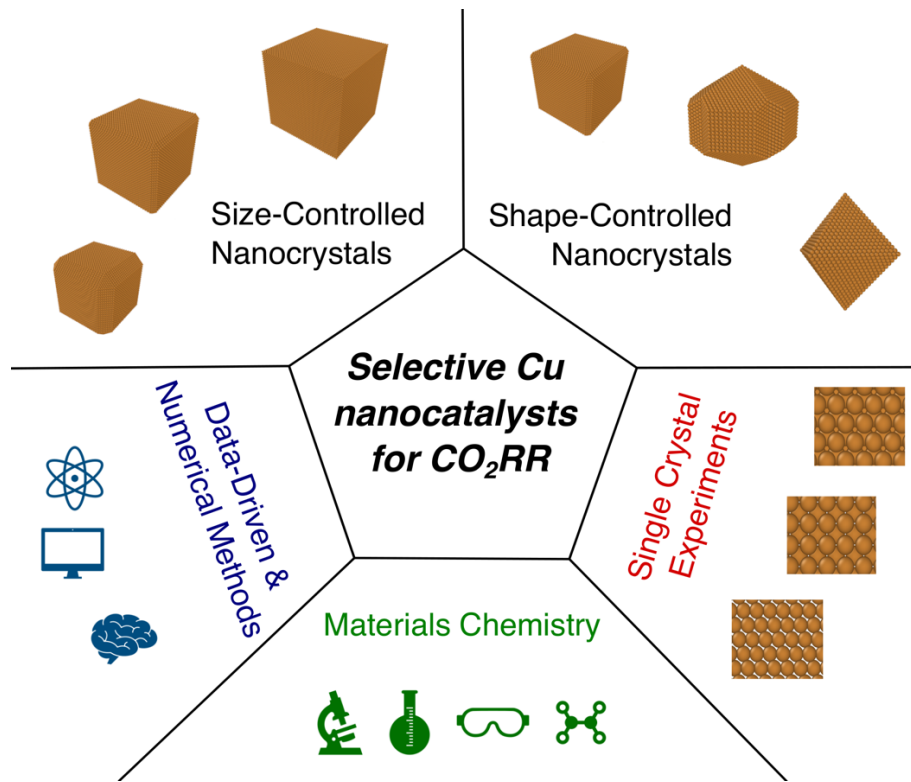 Size-Controlled
Nanocrystals
Shape-Controlled
Nanocrystals
Selective Cu
nanocatalysts
for CO₂RR
Data-Driven &
Numerical Methods
Single Crystal
Experiments
Materials Chemistry